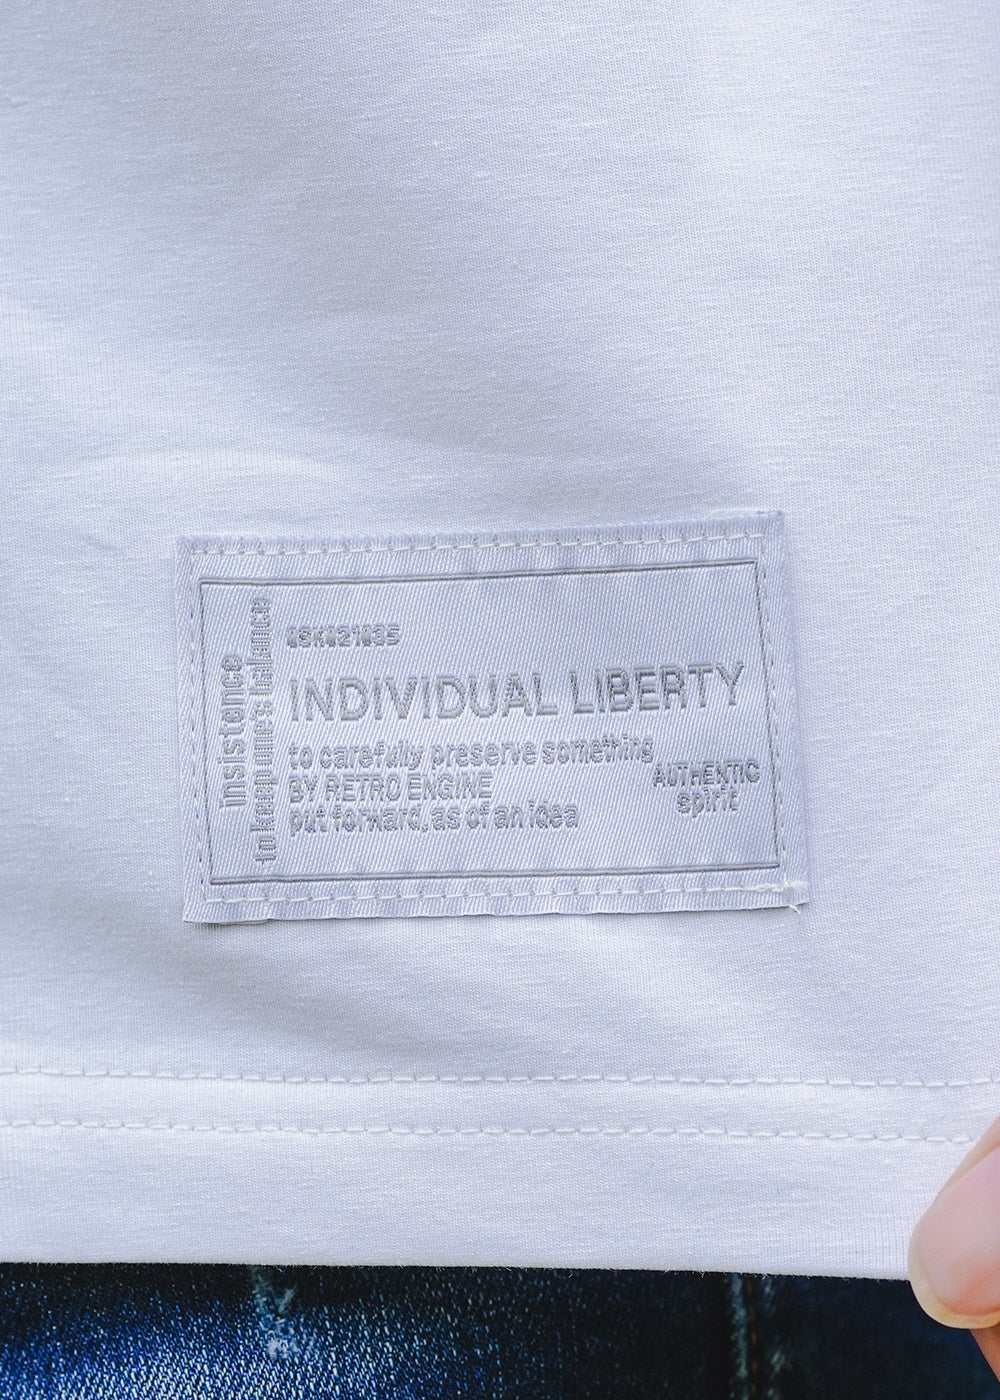 insistence
to keep one's balance
INDIVIDUAL LIBERTY
to carefully preserve something
BY RETRO ENGINE
put forward, as of an idea
AUTHENTIC
spirit